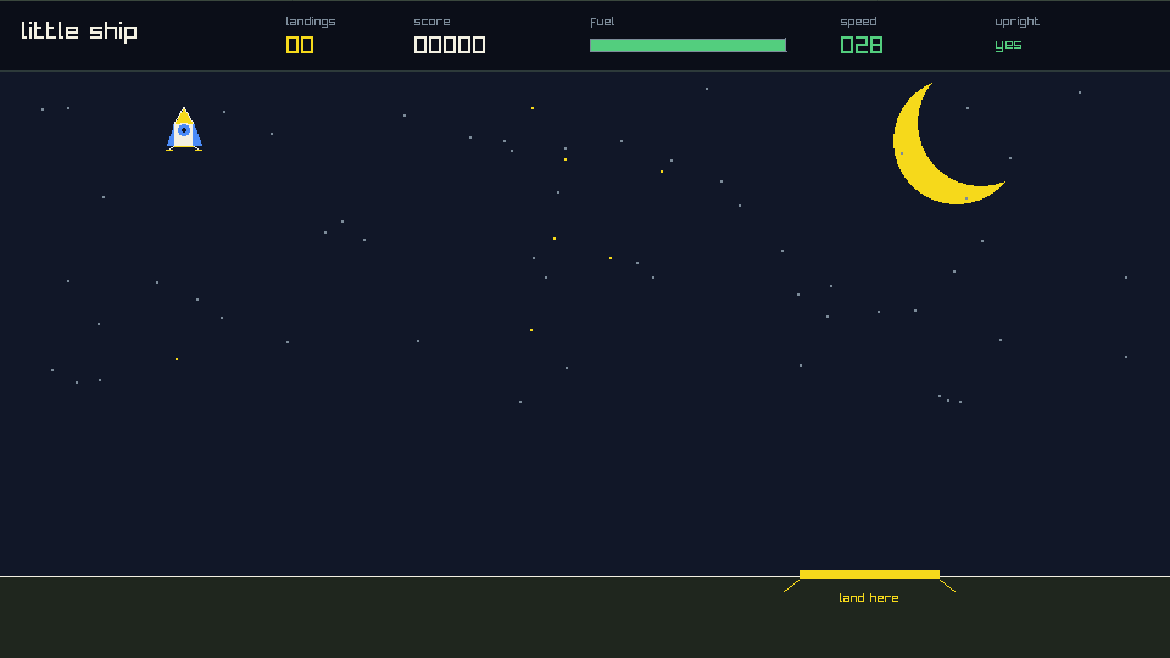 little ship
landings
00
score
00000
fuel
speed
028
upright
yes
land here